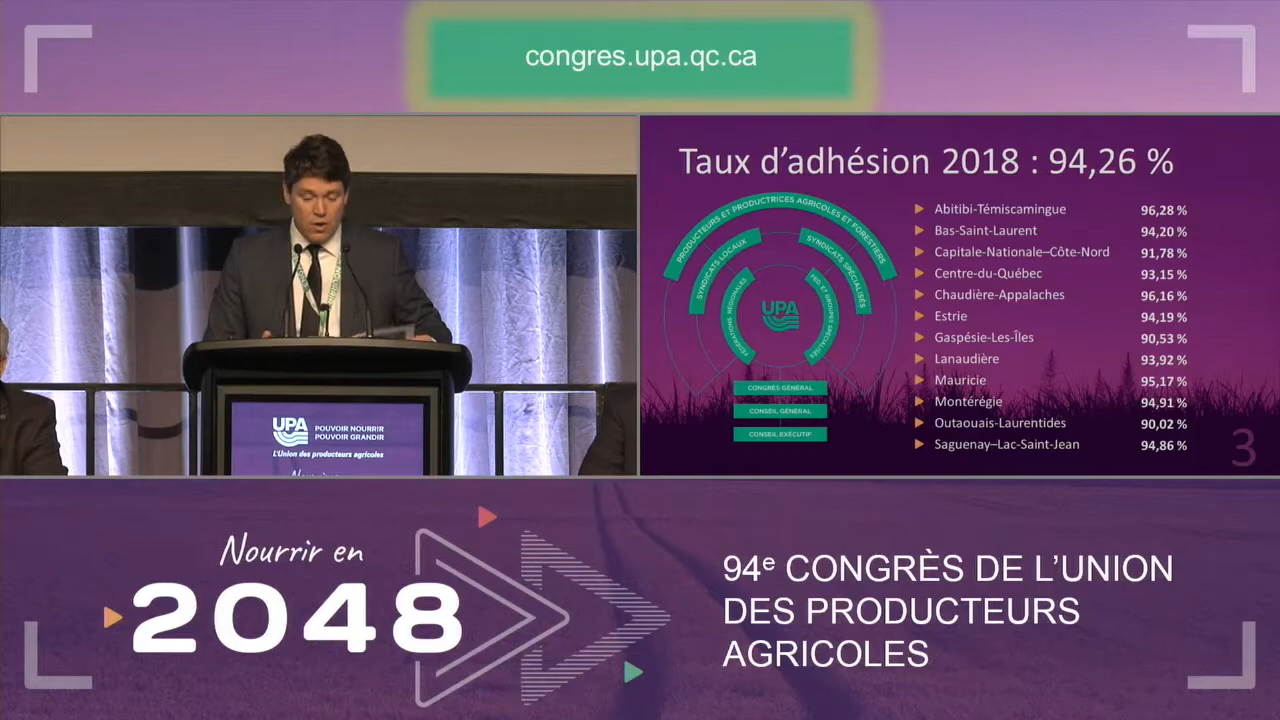 congres.upa.qc.ca
UPA
POUVOIR NOURRIR
POUVOIR GRANDIR
L'Union des producteurs agricoles
Taux d'adhésion 2018 : 94,26 %
PRODUCTEURS ET PRODUCTRICES AGRICOLES ET FORESTIERS
SYNDICATS LOCAUX
SYNDICATS SPÉCIALISÉS
FÉDÉRATIONS RÉGIONALES
FÉD. ET GROUPES SPÉCIALISÉS
UPA
CONGRÈS GÉNÉRAL
CONSEIL GÉNÉRAL
CONSEIL EXÉCUTIF
Abitibi-Témiscamingue 96,28 %
Bas-Saint-Laurent 94,20 %
Capitale-Nationale–Côte-Nord 91,78 %
Centre-du-Québec 93,15 %
Chaudière-Appalaches 96,16 %
Estrie 94,19 %
Gaspésie-Les-Îles 90,53 %
Lanaudière 93,92 %
Mauricie 95,17 %
Montérégie 94,91 %
Outaouais-Laurentides 90,02 %
Saguenay–Lac-Saint-Jean 94,86 %
3
Nourrir en
2048
94e CONGRÈS DE L'UNION
DES PRODUCTEURS
AGRICOLES